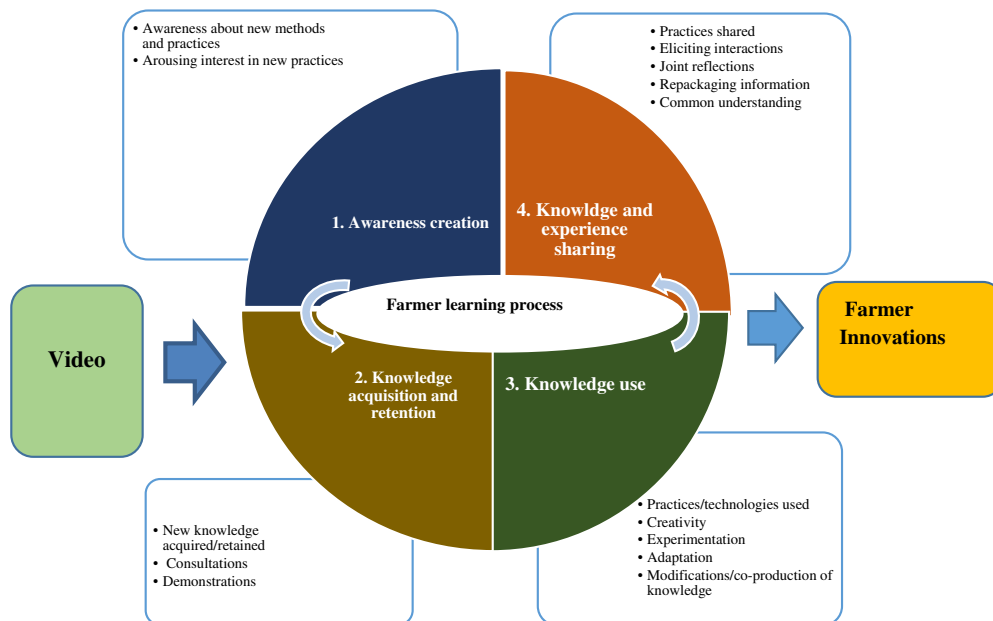 • Awareness about new methods
and practices
• Arousing interest in new practices
• Practices shared
• Eliciting interactions
• Joint reflections
• Repackaging information
• Common understanding
1. Awareness creation
4. Knowldge and
experience
sharing
Farmer learning process
Video
Farmer
Innovations
2. Knowledge
acquisition and
retention
3. Knowledge use
• New knowledge
acquired/retained
• Consultations
• Demonstrations
• Practices/technologies used
• Creativity
• Experimentation
• Adaptation
• Modifications/co-production of
knowledge